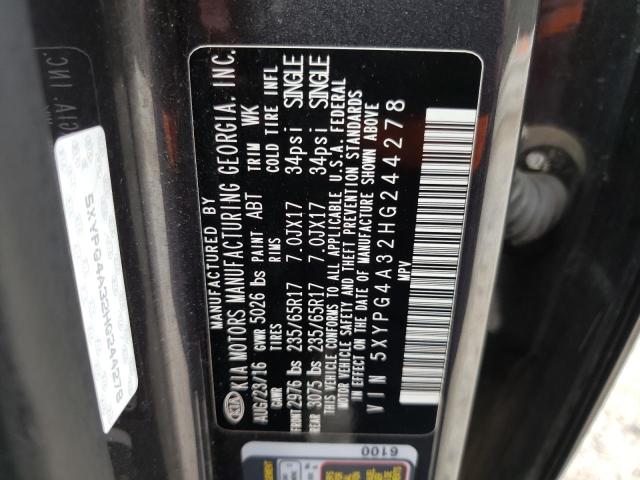 MANUFACTURED BY
KIA KIA MOTORS MANUFACTURING GEORGIA. INC.
AUG/23/16 GVWR 5026 lbs PAINT ABT TRIM WK
GAWR TIRES RIMS COLD TIRE INFL
FRONT 2976 lbs 235/65R17 7.0JX17 34psi SINGLE
REAR 3075 lbs 235/65R17 7.0JX17 34psi SINGLE
THIS VEHICLE CONFORMS TO ALL APPLICABLE U.S.A. FEDERAL
MOTOR VEHICLE SAFETY AND THEFT PREVENTION STANDARDS
IN EFFECT ON THE DATE OF MANUFACTURE SHOWN ABOVE
VIN 5XYPG4A32HG244278
MPV
GIA. INC.
5XYPG4A32HG244278
6100